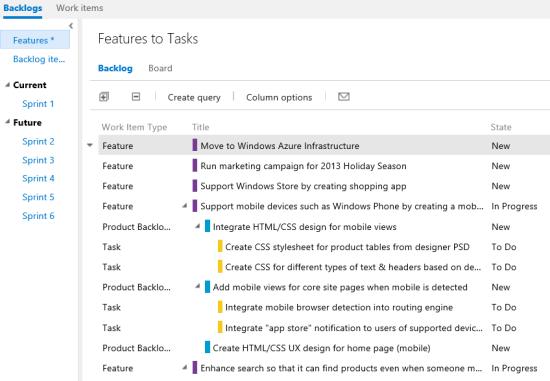 Backlogs Work items
Features *
Backlog ite...
Current
Sprint 1
Future
Sprint 2
Sprint 3
Sprint 4
Sprint 5
Sprint 6
Features to Tasks
Backlog Board
Create query Column options
Work Item Type Title State
Feature Move to Windows Azure Infrastructure New
Feature Run marketing campaign for 2013 Holiday Season New
Feature Support Windows Store by creating shopping app New
Feature Support mobile devices such as Windows Phone by creating a mob... In Progress
Product Backlo... Integrate HTML/CSS design for mobile views New
Task Create CSS stylesheet for product tables from designer PSD To Do
Task Create CSS for different types of text & headers based on de... To Do
Product Backlo... Add mobile views for core site pages when mobile is detected New
Task Integrate mobile browser detection into routing engine To Do
Task Integrate "app store" notification to users of supported devic... To Do
Product Backlo... Create HTML/CSS UX design for home page (mobile) New
Feature Enhance search so that it can find products even when someone m... In Progress